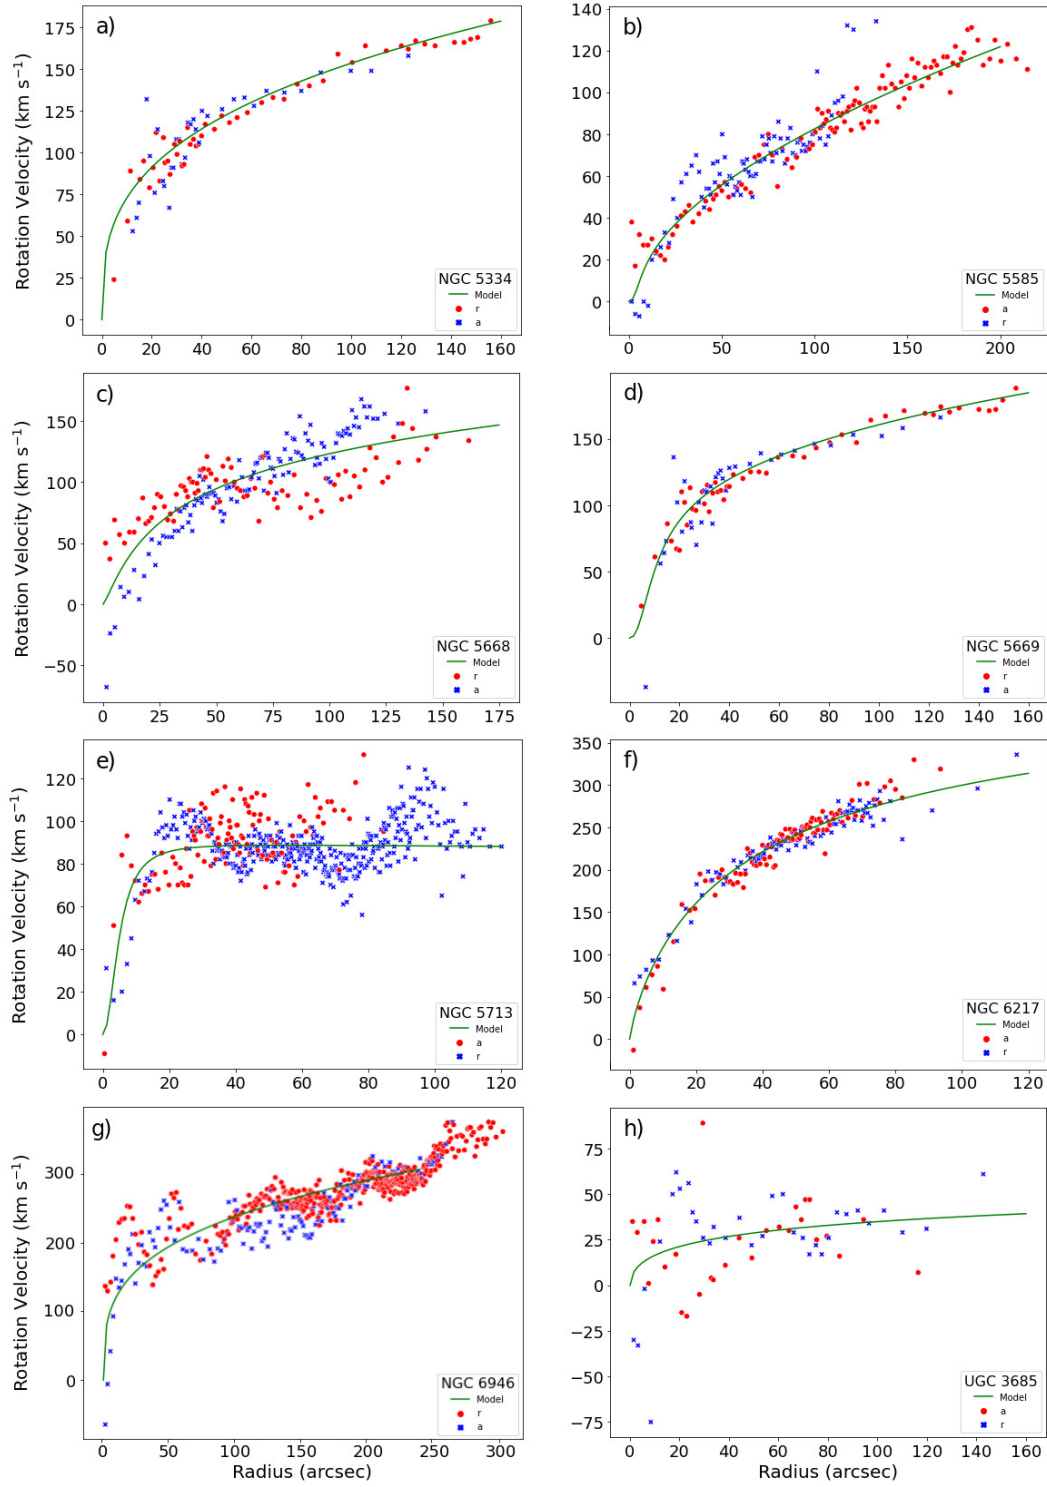 a)
Rotation Velocity (km s⁻¹)
175
150
125
100
75
50
25
0
0 20 40 60 80 100 120 140 160
NGC 5334
Model
r
a
b)
140
120
100
80
60
40
20
0
0 50 100 150 200
NGC 5585
Model
a
r
c)
Rotation Velocity (km s⁻¹)
150
100
50
0
−50
0 25 50 75 100 125 150 175
NGC 5668
Model
r
a
d)
150
100
50
0
0 20 40 60 80 100 120 140 160
NGC 5669
Model
r
a
e)
Rotation Velocity (km s⁻¹)
120
100
80
60
40
20
0
0 20 40 60 80 100 120
NGC 5713
Model
a
r
f)
350
300
250
200
150
100
50
0
0 20 40 60 80 100 120
NGC 6217
Model
a
r
g)
Rotation Velocity (km s⁻¹)
300
200
100
0
0 50 100 150 200 250 300
Radius (arcsec)
NGC 6946
Model
r
a
h)
75
50
25
0
−25
−50
−75
0 20 40 60 80 100 120 140 160
Radius (arcsec)
UGC 3685
Model
a
r